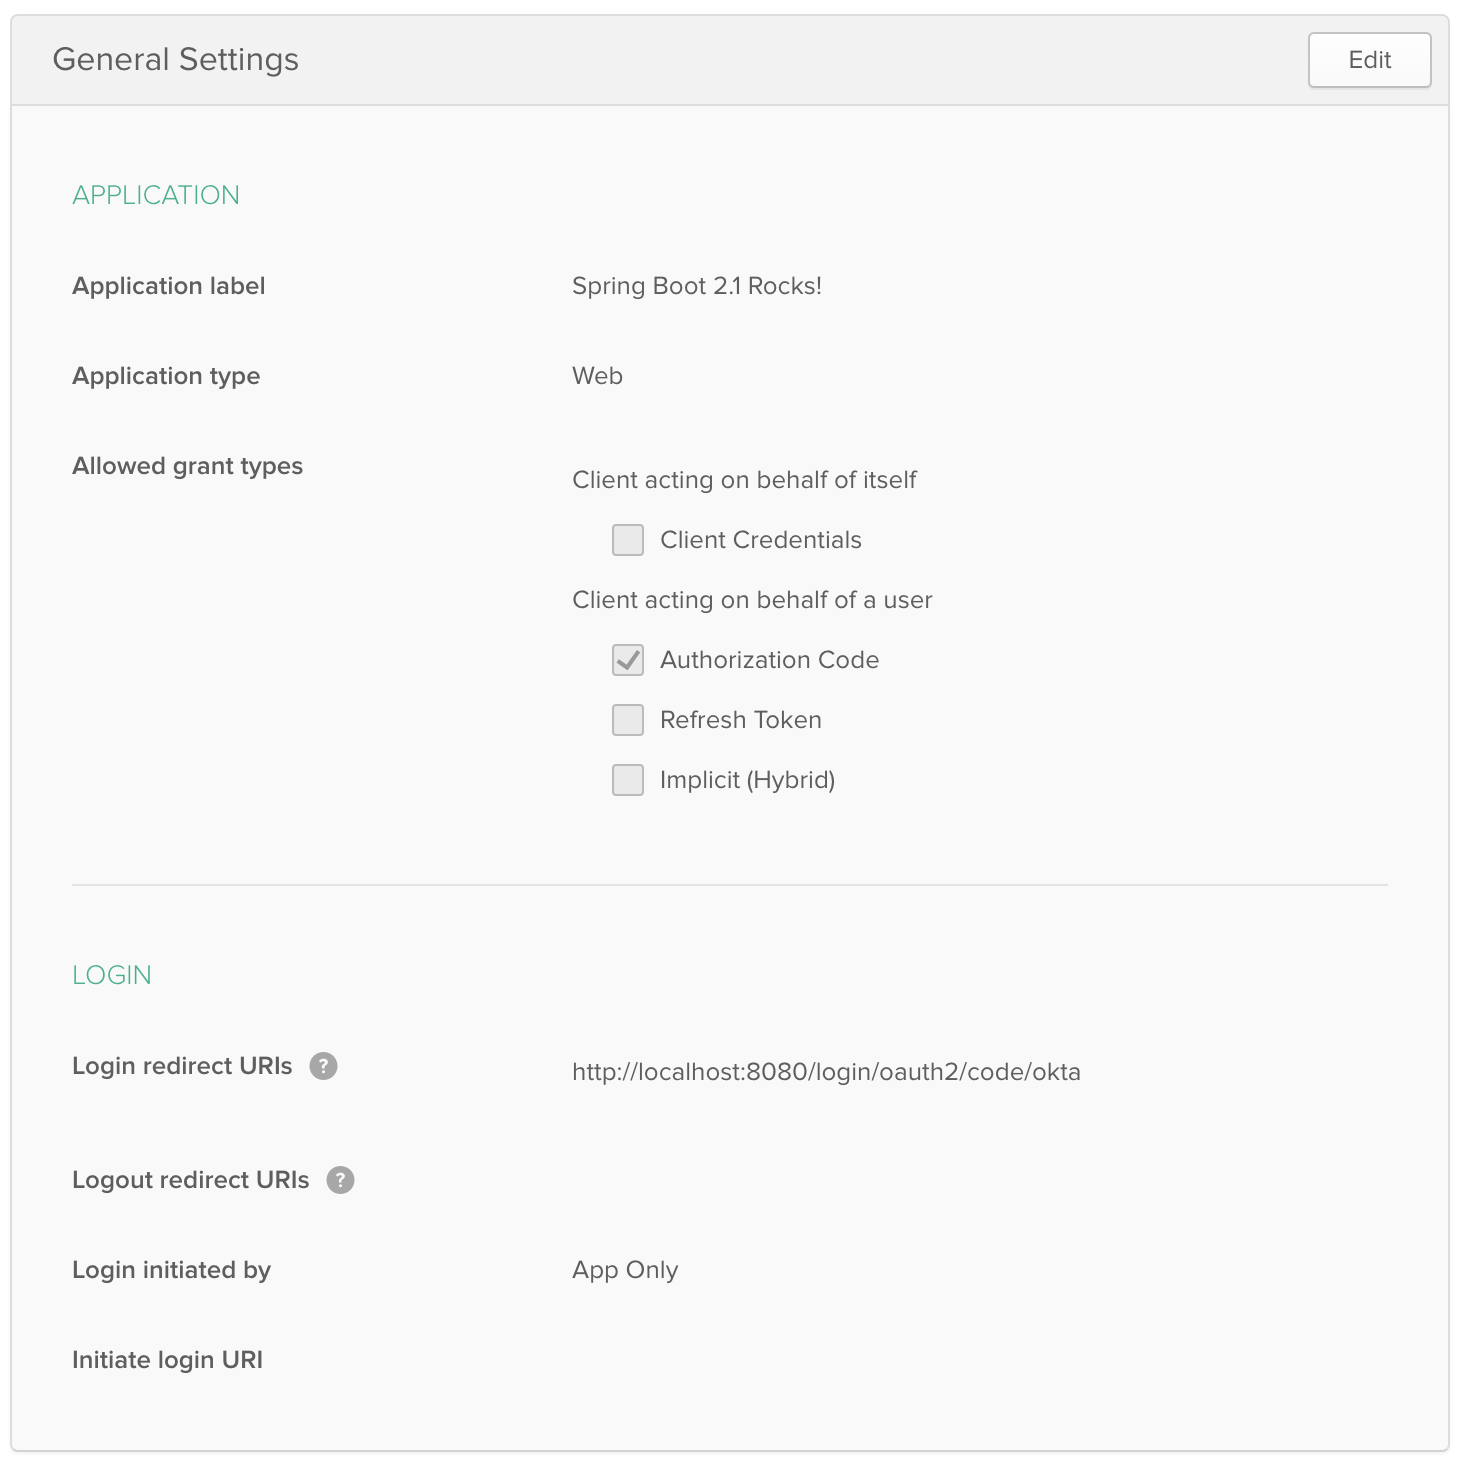 General Settings
Edit
APPLICATION
Application label
Spring Boot 2.1 Rocks!
Application type
Web
Allowed grant types
Client acting on behalf of itself
Client Credentials
Client acting on behalf of a user
Authorization Code
Refresh Token
Implicit (Hybrid)
LOGIN
Login redirect URIs ?
http://localhost:8080/login/oauth2/code/okta
Logout redirect URIs ?
Login initiated by
App Only
Initiate login URI